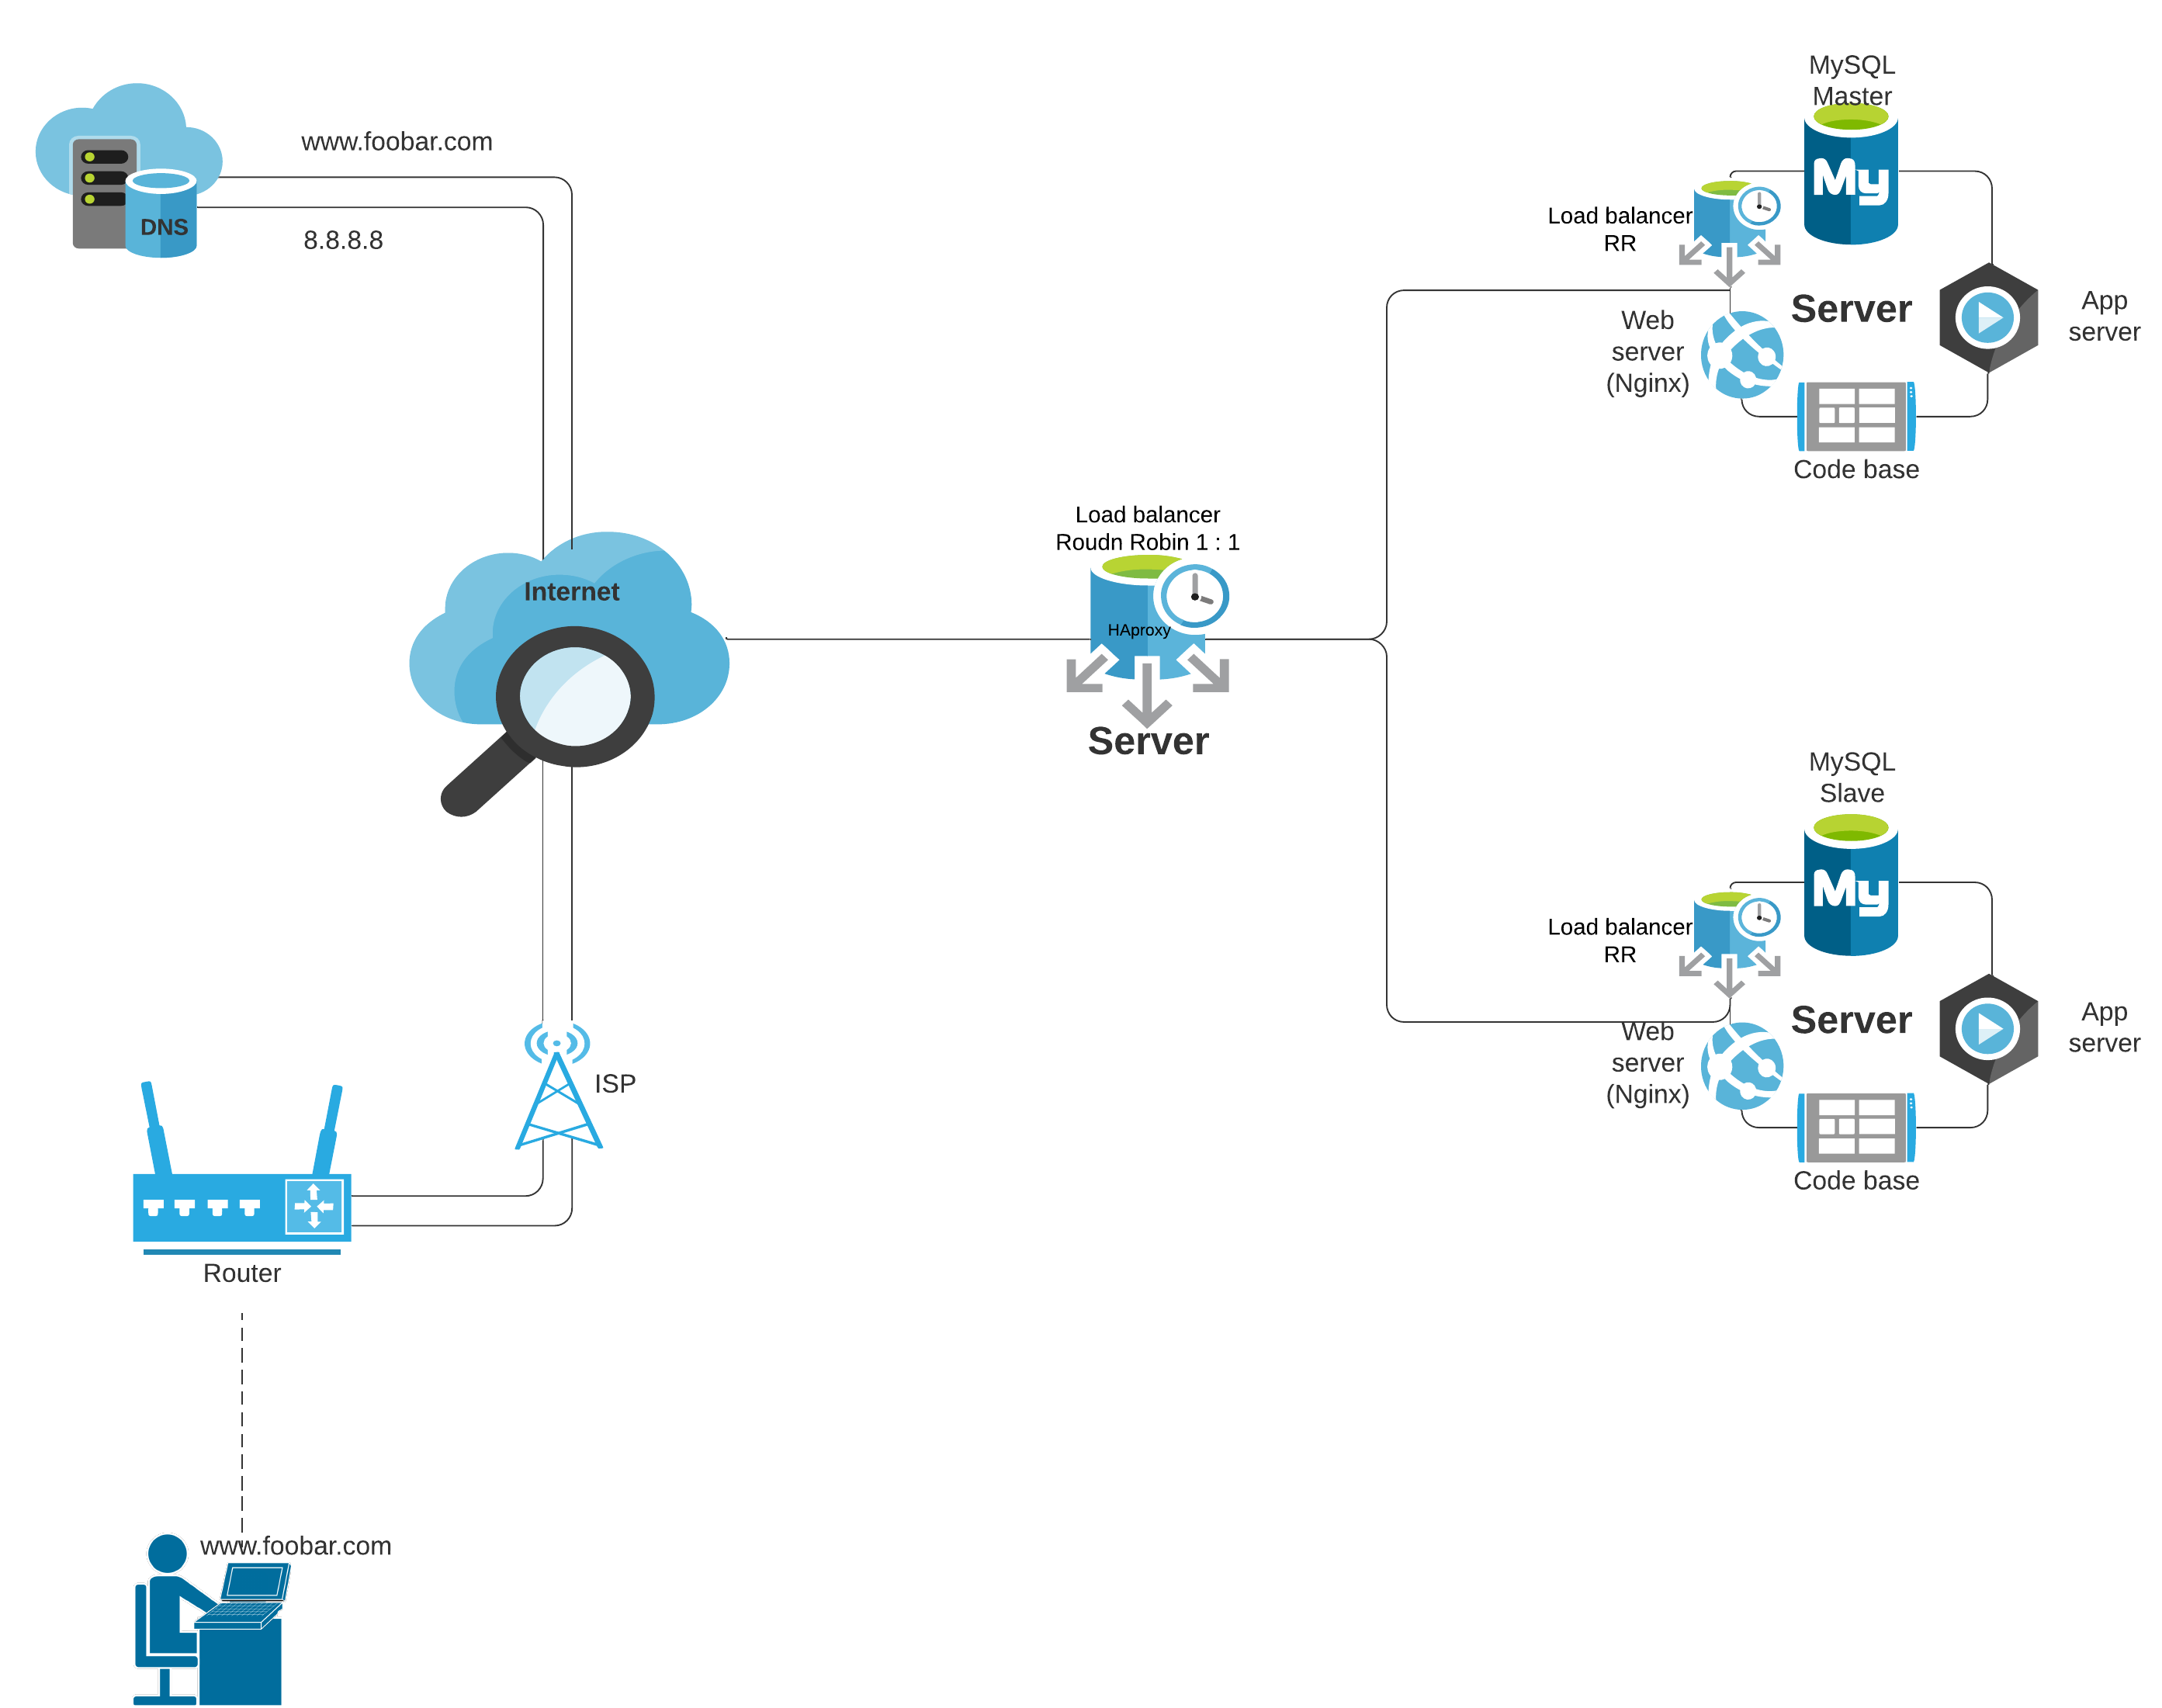 www.foobar.com
DNS
8.8.8.8
Internet
Load balancer
Roudn Robin 1 : 1
HAproxy
Server
MySQL
Master
My
Load balancer
RR
Server
Web
server
(Nginx)
App
server
Code base
MySQL
Slave
My
Load balancer
RR
Server
Web
server
(Nginx)
App
server
Code base
ISP
Router
www.foobar.com